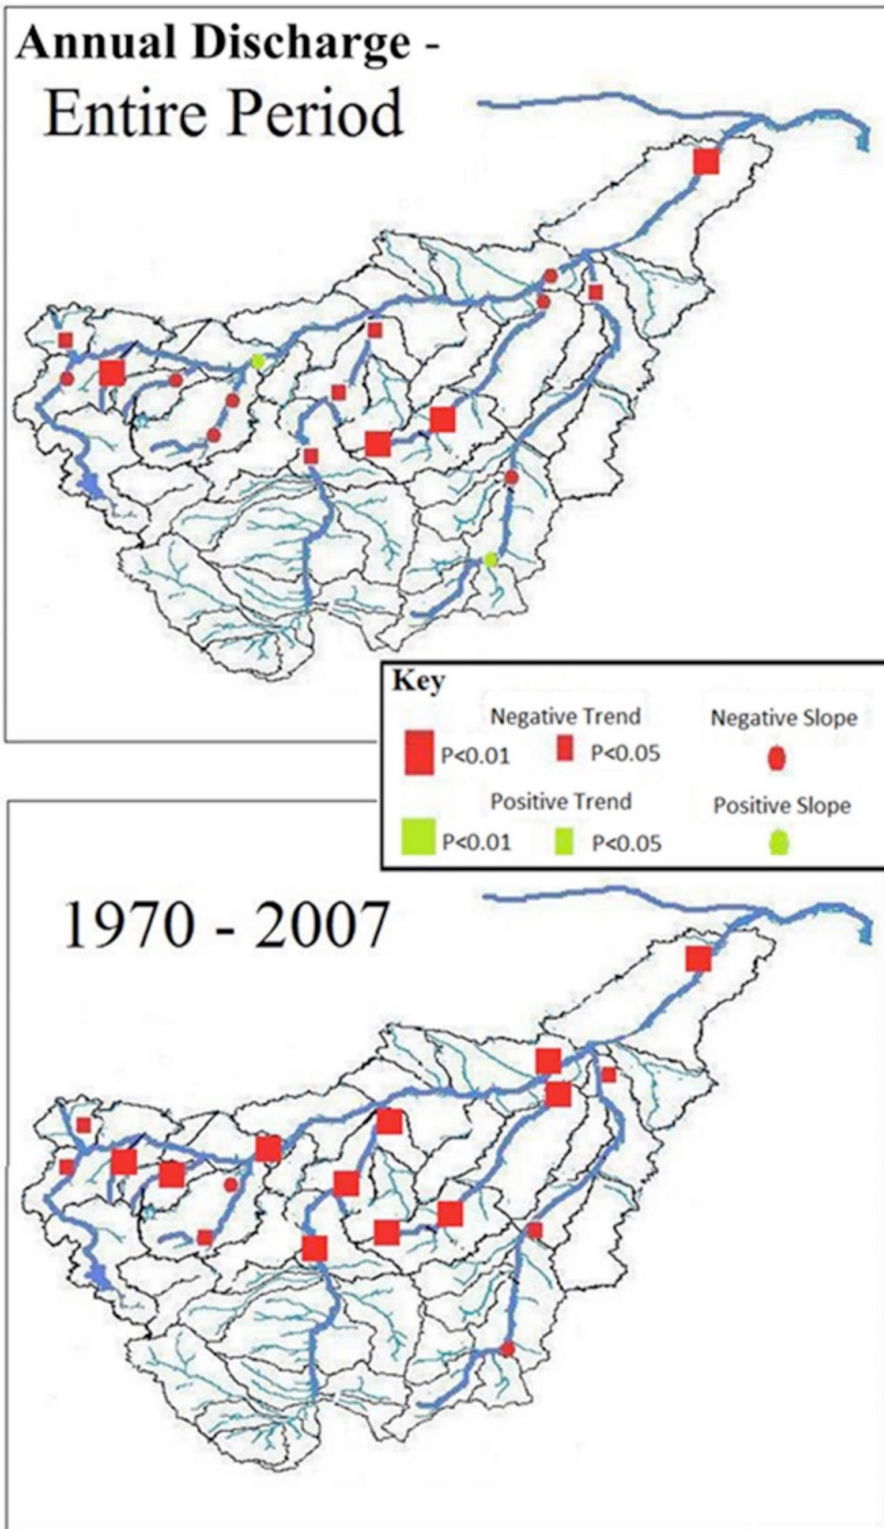 Annual Discharge -
Entire Period
Key
Negative Trend Negative Slope
P<0.01 P<0.05
Positive Trend Positive Slope
P<0.01 P<0.05
1970 - 2007